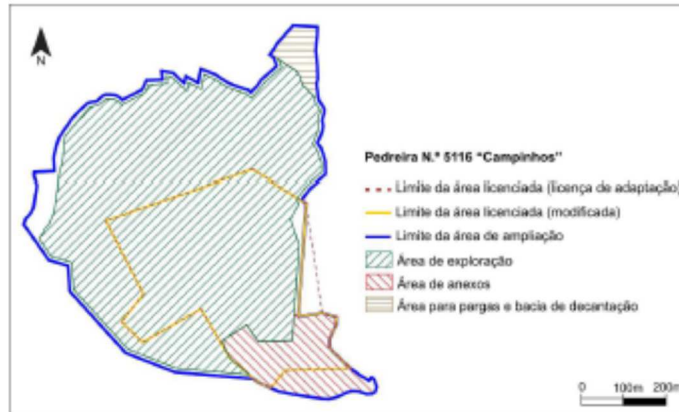 N
Pedreira N.º 5116 "Campinhos"
Limite da área licenciada (licença de adaptação)
Limite da área licenciada (modificada)
Limite da área de ampliação
Área de exploração
Área de anexos
Área para pargas e bacia de decantação
0 100m 200m